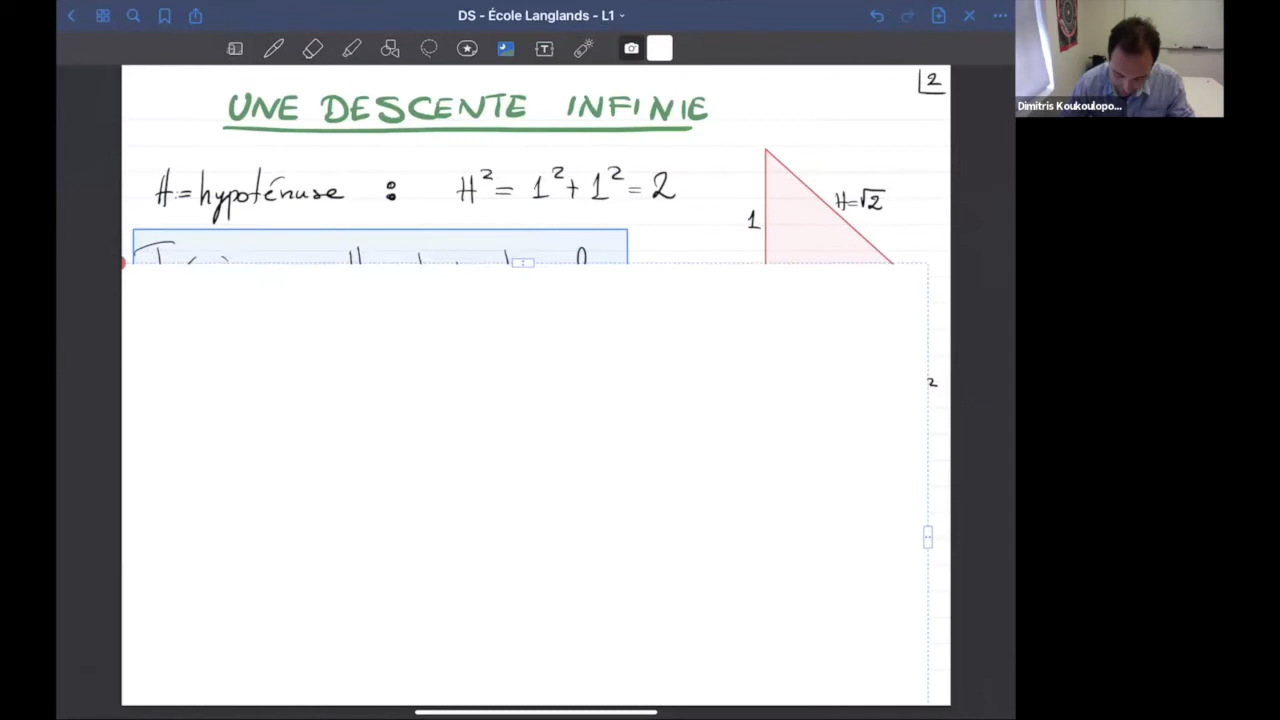 DS - École Langlands - L1
2
UNE DESCENTE INFINIE
H = hypoténuse : H² = 1² + 1² = 2
H=√2
1
2
Dimitris Koukoulopo...